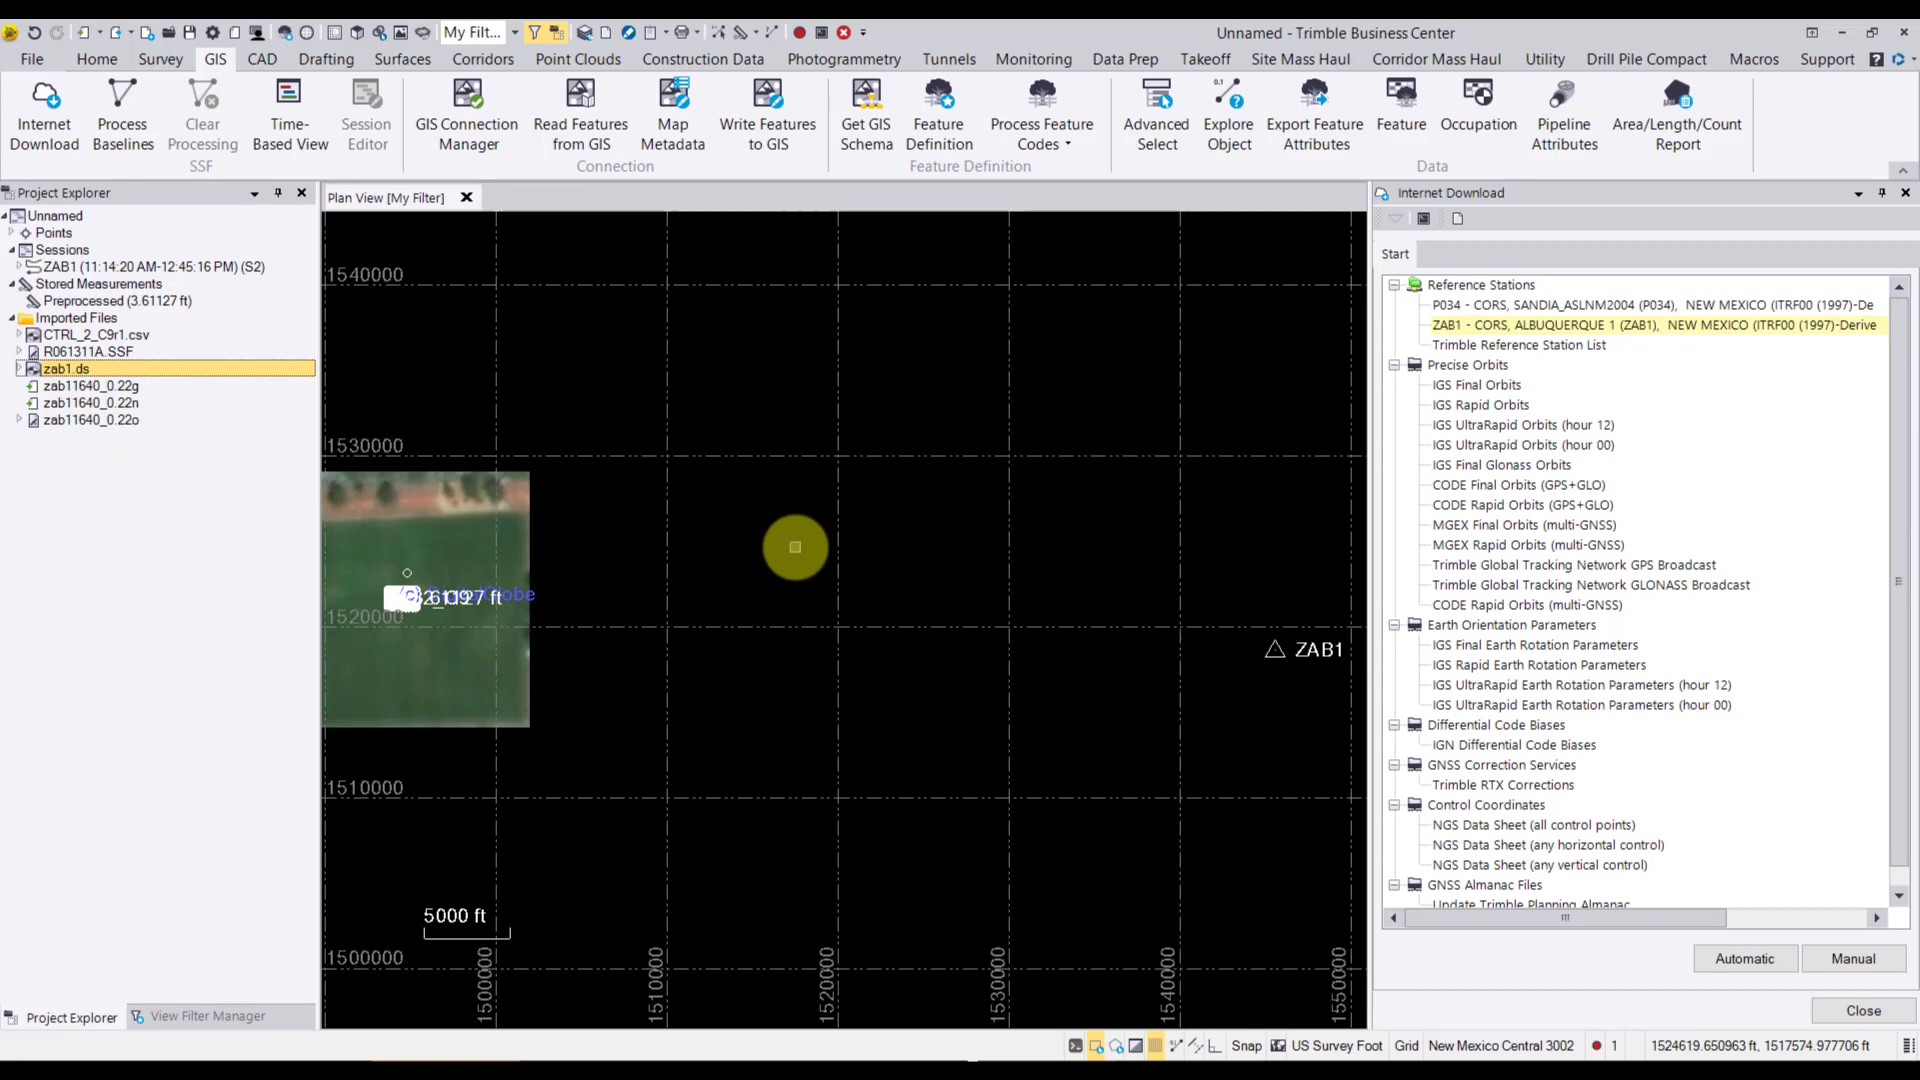 My Filt...
Unnamed - Trimble Business Center
File Home Survey GIS CAD Drafting Surfaces Corridors Point Clouds Construction Data Photogrammetry Tunnels Monitoring Data Prep Takeoff Site Mass Haul Corridor Mass Haul Utility Drill Pile Compact Macros Support
Internet Download
Process Baselines
Clear Processing
Time-Based View
Session Editor
GIS Connection Manager
Read Features from GIS
Map Metadata
Write Features to GIS
Get GIS Schema
Feature Definition
Process Feature Codes
Advanced Select
Explore Object
Export Feature Attributes
Feature
Occupation
Pipeline Attributes
Area/Length/Count Report
SSF
Connection
Feature Definition
Data
Project Explorer
Unnamed
Points
Sessions
ZAB1 (11:14:20 AM-12:45:16 PM) (S2)
Stored Measurements
Preprocessed (3.61127 ft)
Imported Files
CTRL_2_C9r1.csv
R061311A.SSF
zab1.ds
zab11640_0.22g
zab11640_0.22n
zab11640_0.22o
Project Explorer
View Filter Manager
Plan View [My Filter]
1540000
1530000
1520000
1510000
1500000
ZAB1
5000 ft
1500000
1510000
1520000
1530000
1540000
1550000
Internet Download
Start
Reference Stations
P034 - CORS, SANDIA_ASLNM2004 (P034), NEW MEXICO (ITRF00 (1997)-De
ZAB1 - CORS, ALBUQUERQUE 1 (ZAB1), NEW MEXICO (ITRF00 (1997)-Derive
Trimble Reference Station List
Precise Orbits
IGS Final Orbits
IGS Rapid Orbits
IGS UltraRapid Orbits (hour 12)
IGS UltraRapid Orbits (hour 00)
IGS Final Glonass Orbits
CODE Final Orbits (GPS+GLO)
CODE Rapid Orbits (GPS+GLO)
MGEX Final Orbits (multi-GNSS)
MGEX Rapid Orbits (multi-GNSS)
Trimble Global Tracking Network GPS Broadcast
Trimble Global Tracking Network GLONASS Broadcast
CODE Rapid Orbits (multi-GNSS)
Earth Orientation Parameters
IGS Final Earth Rotation Parameters
IGS Rapid Earth Rotation Parameters
IGS UltraRapid Earth Rotation Parameters (hour 12)
IGS UltraRapid Earth Rotation Parameters (hour 00)
Differential Code Biases
IGN Differential Code Biases
GNSS Correction Services
Trimble RTX Corrections
Control Coordinates
NGS Data Sheet (all control points)
NGS Data Sheet (any horizontal control)
NGS Data Sheet (any vertical control)
GNSS Almanac Files
Update Trimble Planning Almanac
Automatic
Manual
Close
Snap US Survey Foot Grid New Mexico Central 3002 1 1524619.650963 ft, 1517574.977706 ft